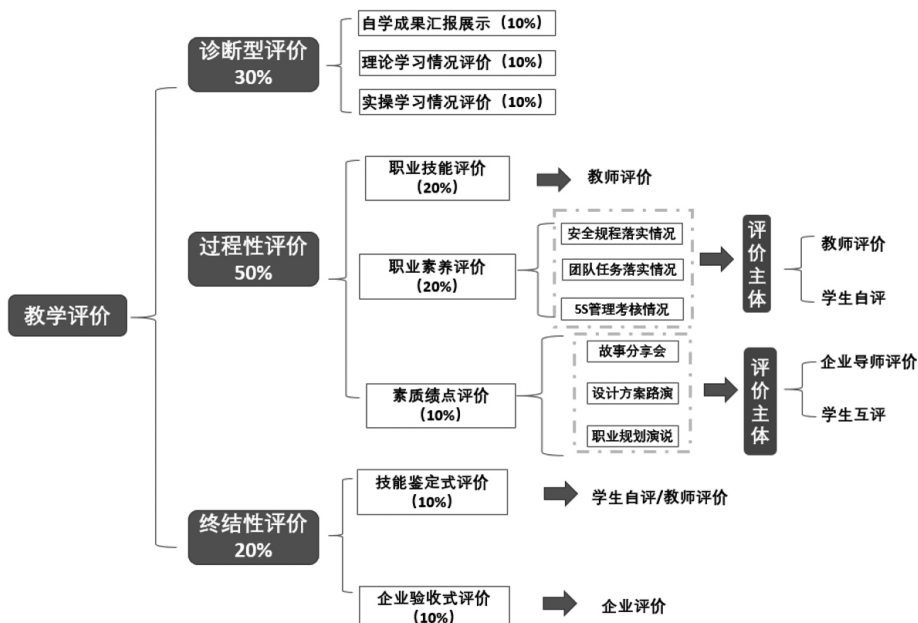 教学评价
诊断型评价
30%
自学成果汇报展示（10%）
理论学习情况评价（10%）
实操学习情况评价（10%）
过程性评价
50%
职业技能评价
（20%）
教师评价
职业素养评价
（20%）
安全规程落实情况
团队任务落实情况
5S管理考核情况
评价主体
教师评价
学生自评
素质绩点评价
（10%）
故事分享会
设计方案路演
职业规划演说
评价主体
企业导师评价
学生互评
终结性评价
20%
技能鉴定式评价
（10%）
学生自评/教师评价
企业验收式评价
（10%）
企业评价